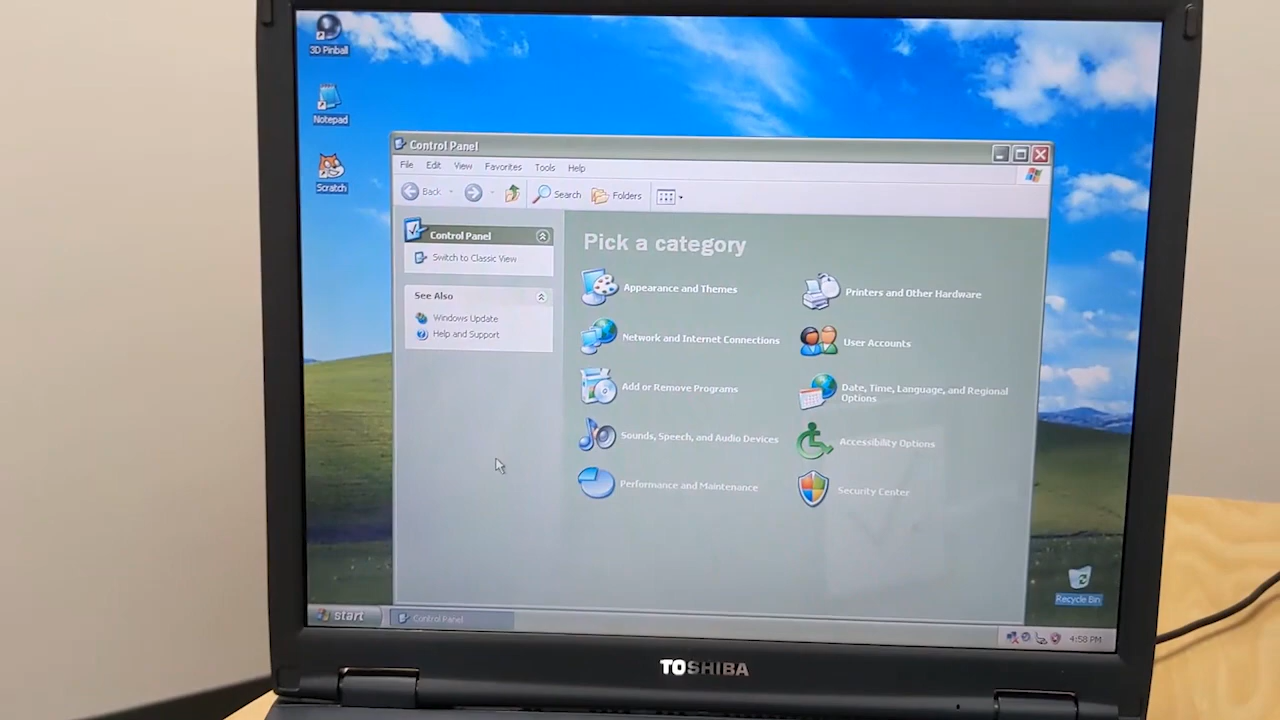 3D Pinball
Notepad
Scratch
Control Panel
File Edit View Favorites Tools Help
Back Search Folders
Control Panel
Switch to Classic View
See Also
Windows Update
Help and Support
Pick a category
Appearance and Themes
Printers and Other Hardware
Network and Internet Connections
User Accounts
Add or Remove Programs
Date, Time, Language, and Regional
Options
Sounds, Speech, and Audio Devices
Accessibility Options
Performance and Maintenance
Security Center
Recycle Bin
start
Control Panel
4:58 PM
TOSHIBA